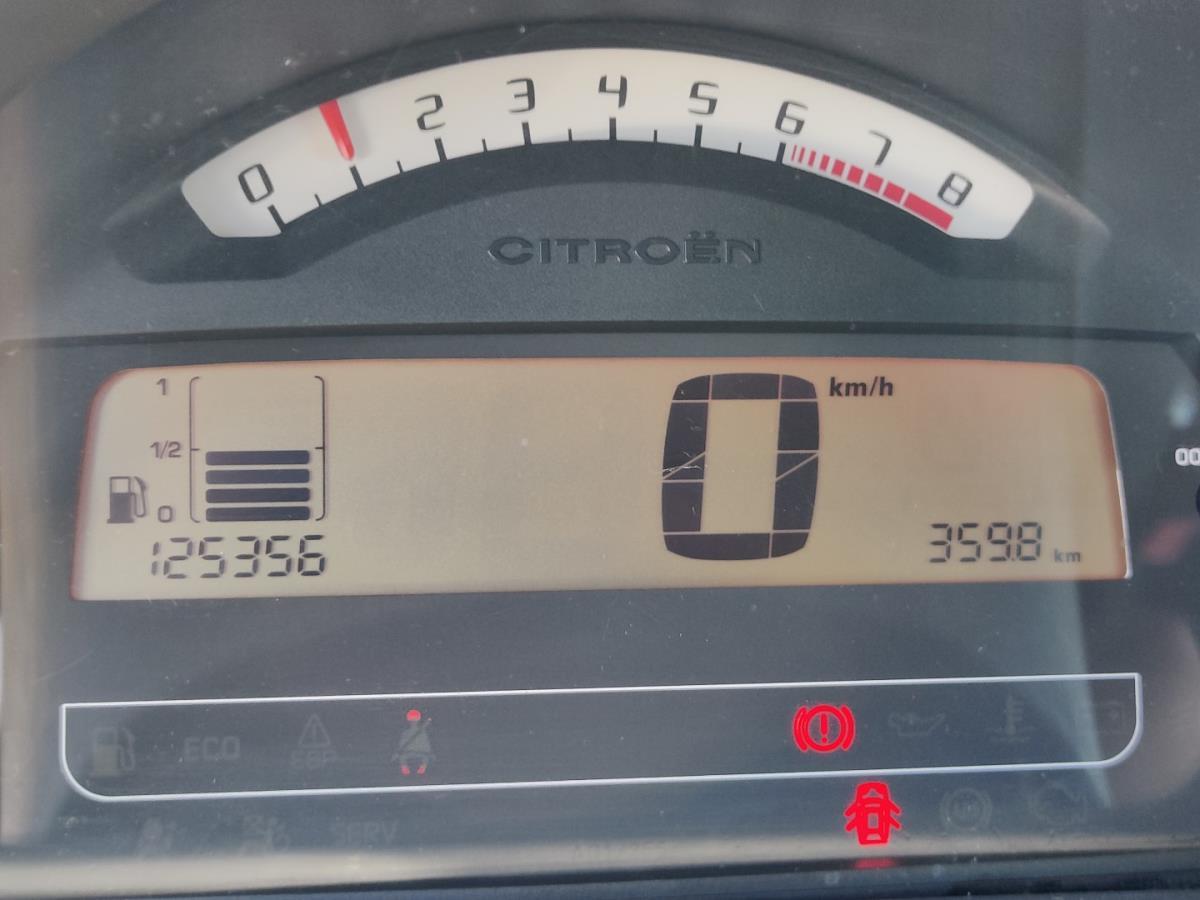 0 2 3 4 5 6 7 8
CITROËN
1
1/2
0
0 km/h
125356
359.8 km
00
ECO
ESP
SERV